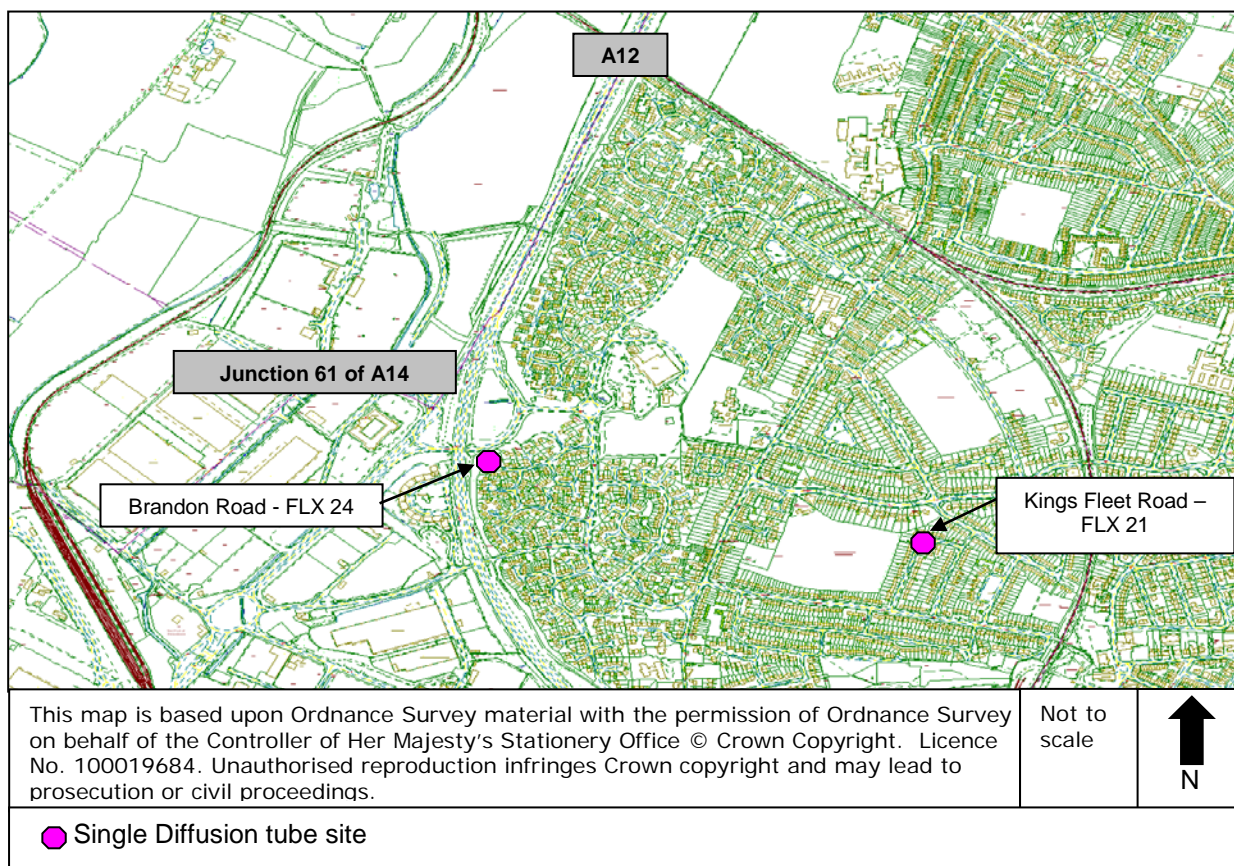 A12
Junction 61 of A14
Brandon Road - FLX 24
Kings Fleet Road –
FLX 21
This map is based upon Ordnance Survey material with the permission of Ordnance Survey
on behalf of the Controller of Her Majesty's Stationery Office © Crown Copyright. Licence
No. 100019684. Unauthorised reproduction infringes Crown copyright and may lead to
prosecution or civil proceedings.
Not to
scale
N
Single Diffusion tube site